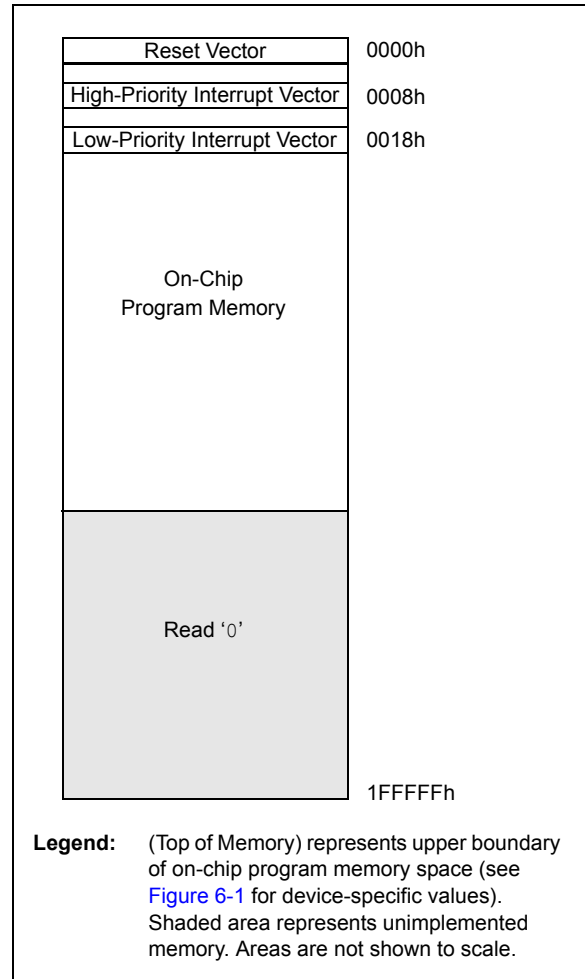 Reset Vector 0000h
High-Priority Interrupt Vector 0008h
Low-Priority Interrupt Vector 0018h
On-Chip
Program Memory
Read ‘0’
1FFFFFh
Legend: (Top of Memory) represents upper boundary
of on-chip program memory space (see
Figure 6-1 for device-specific values).
Shaded area represents unimplemented
memory. Areas are not shown to scale.